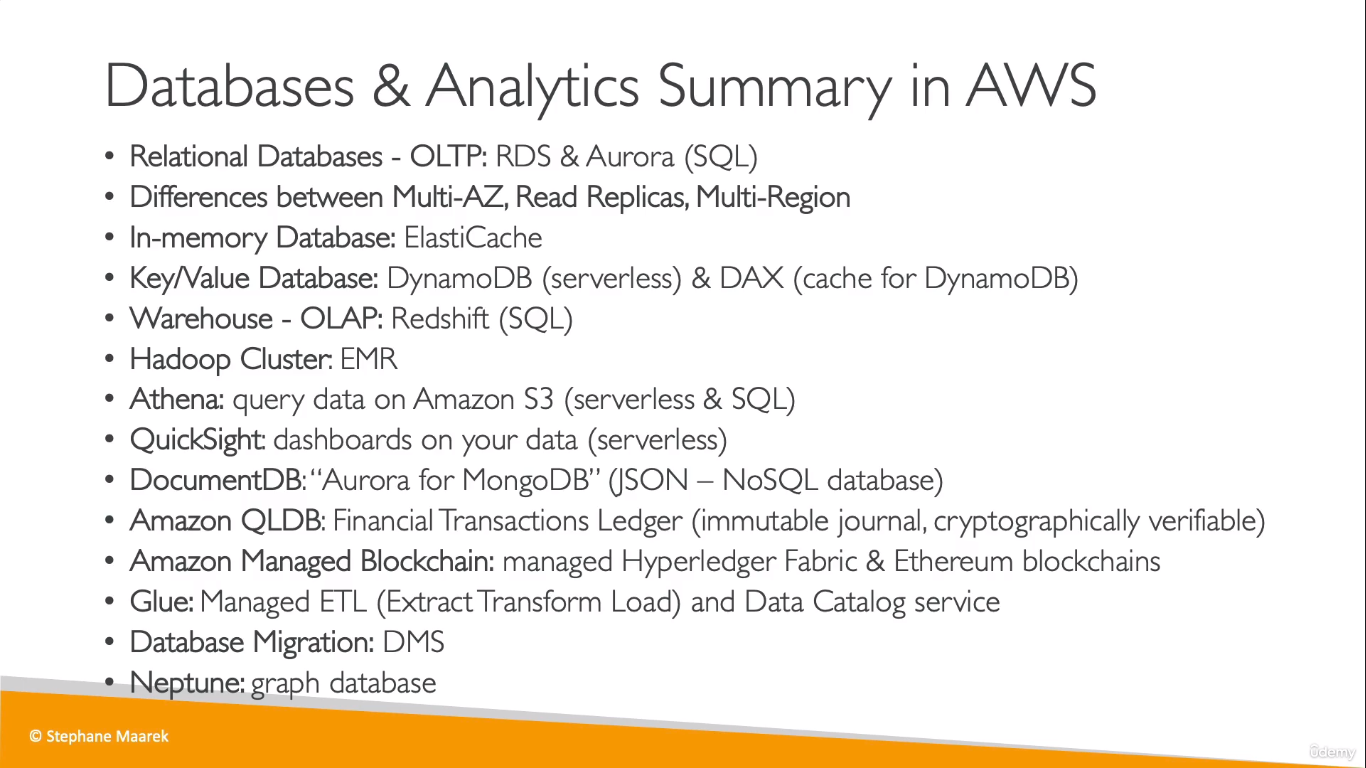 Databases & Analytics Summary in AWS
• Relational Databases - OLTP: RDS & Aurora (SQL)
• Differences between Multi-AZ, Read Replicas, Multi-Region
• In-memory Database: ElastiCache
• Key/Value Database: DynamoDB (serverless) & DAX (cache for DynamoDB)
• Warehouse - OLAP: Redshift (SQL)
• Hadoop Cluster: EMR
• Athena: query data on Amazon S3 (serverless & SQL)
• QuickSight: dashboards on your data (serverless)
• DocumentDB: “Aurora for MongoDB” (JSON – NoSQL database)
• Amazon QLDB: Financial Transactions Ledger (immutable journal, cryptographically verifiable)
• Amazon Managed Blockchain: managed Hyperledger Fabric & Ethereum blockchains
• Glue: Managed ETL (Extract Transform Load) and Data Catalog service
• Database Migration: DMS
• Neptune: graph database
© Stephane Maarek
ûdemy